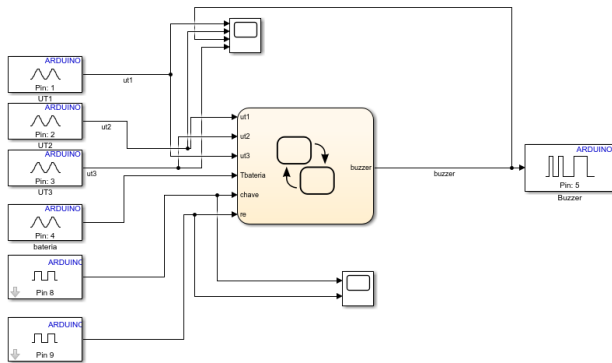 ARDUINO
Pin: 1
UT1
ut1
ARDUINO
Pin: 2
UT2
ut2
ARDUINO
Pin: 3
UT3
ut3
ARDUINO
Pin: 4
bateria
ARDUINO
Pin 8
ARDUINO
Pin 9
ut1
ut2
ut3
Tbateria
chave
re
buzzer
buzzer
ARDUINO
Pin: 5
Buzzer